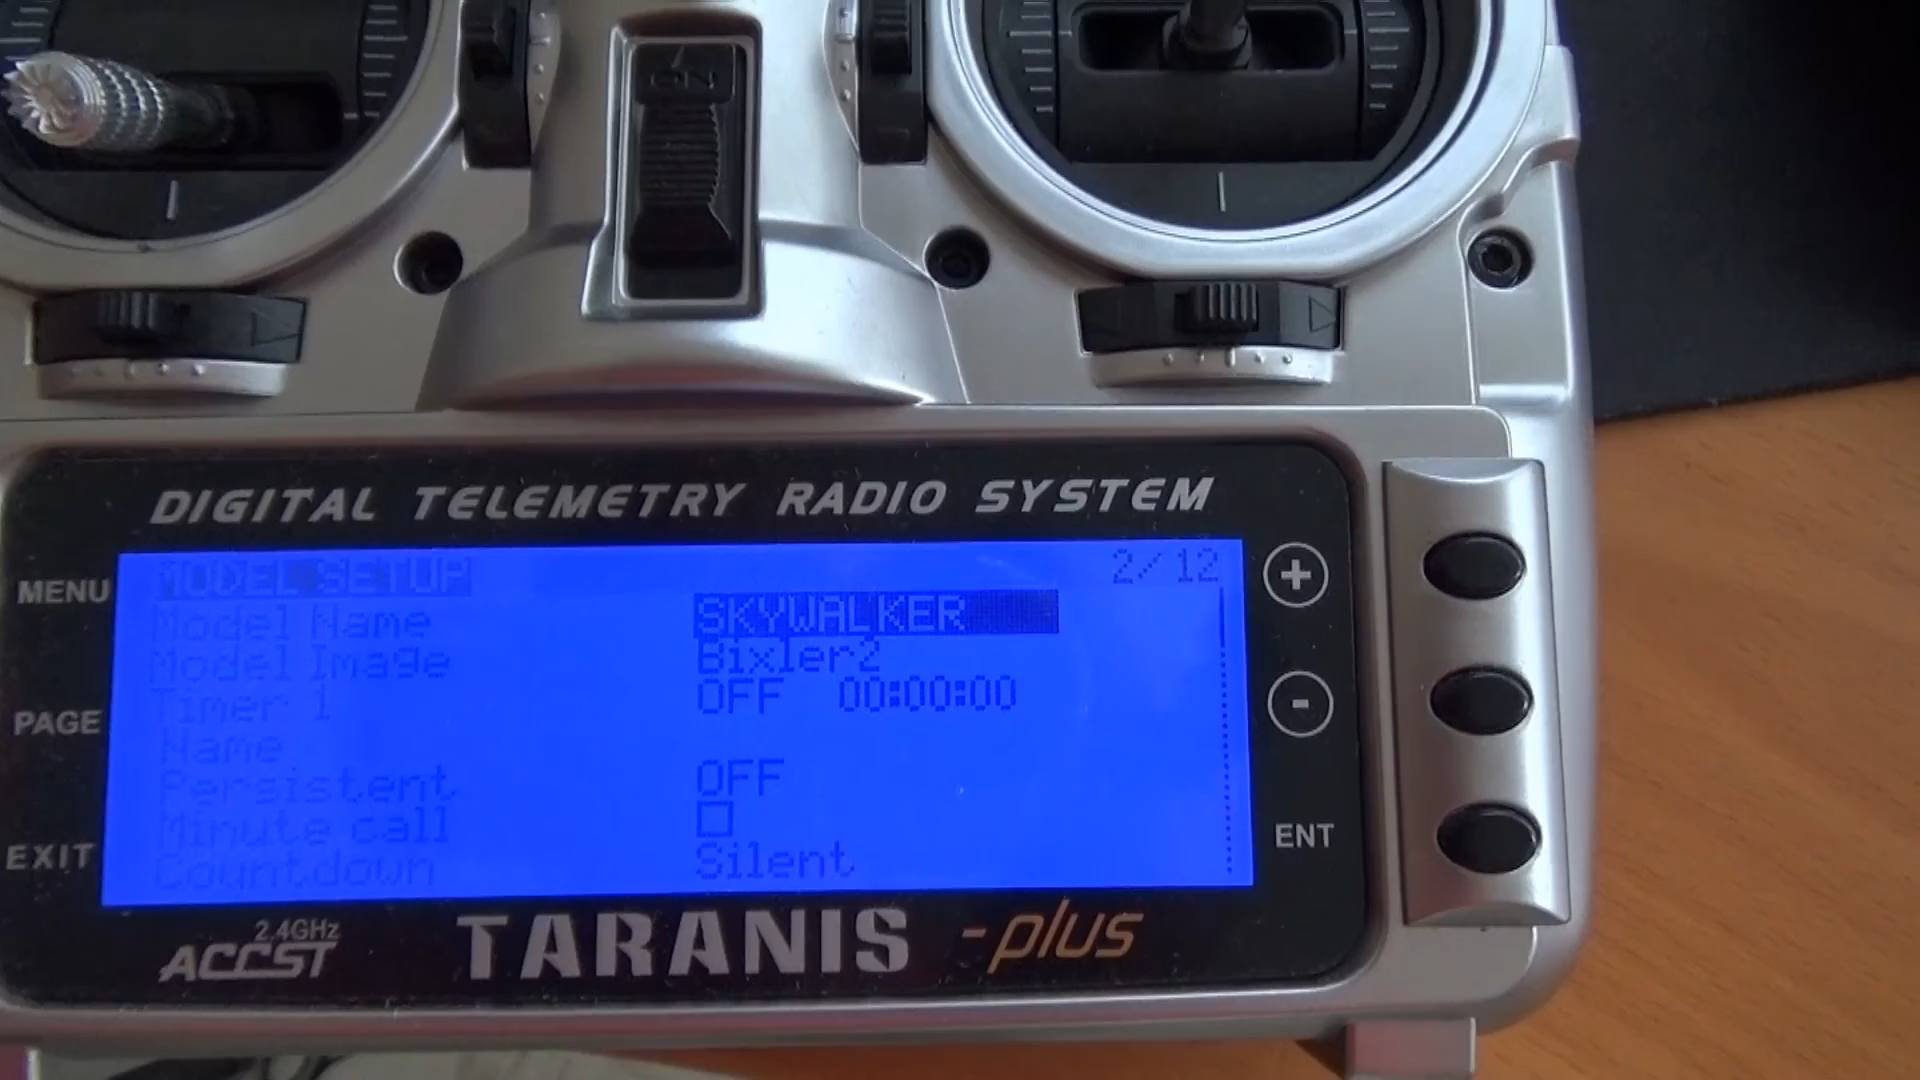 DIGITAL TELEMETRY RADIO SYSTEM
MODEL SETUP 2/12
Model Name SKYWALKER
Model Image Bixler2
Timer 1 OFF 00:00:00
Name
Persistent OFF
Minute call
Countdown Silent
MENU
PAGE
EXIT
+
-
ENT
2.4GHz
ACCST
TARANIS -plus